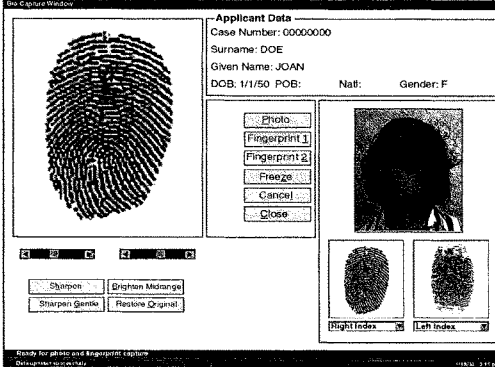 Bio Capture Window
Applicant Data
Case Number: 00000000
Surname: DOE
Given Name: JOAN
DOB: 1/1/50 POB: Natl: Gender: F
Photo
Fingerprint 1
Fingerprint 2
Freeze
Cancel
Close
Sharpen Brighten Midrange
Sharpen Gentle Restore Original
Right Index Left Index
Ready for photo and fingerprint capture